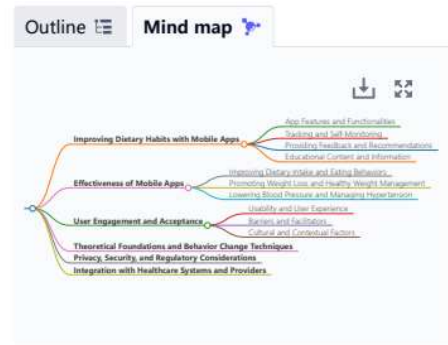 Outline
Mind map
Improving Dietary Habits with Mobile Apps
App Features and Functionalities
Tracking and Self-Monitoring
Providing Feedback and Recommendations
Educational Content and Information
Effectiveness of Mobile Apps
Improving Dietary Intake and Eating Behaviors
Promoting Weight Loss and Healthy Weight Management
Lowering Blood Pressure and Managing Hypertension
User Engagement and Acceptance
Usability and User Experience
Barriers and Facilitators
Cultural and Contextual Factors
Theoretical Foundations and Behavior Change Techniques
Privacy, Security, and Regulatory Considerations
Integration with Healthcare Systems and Providers